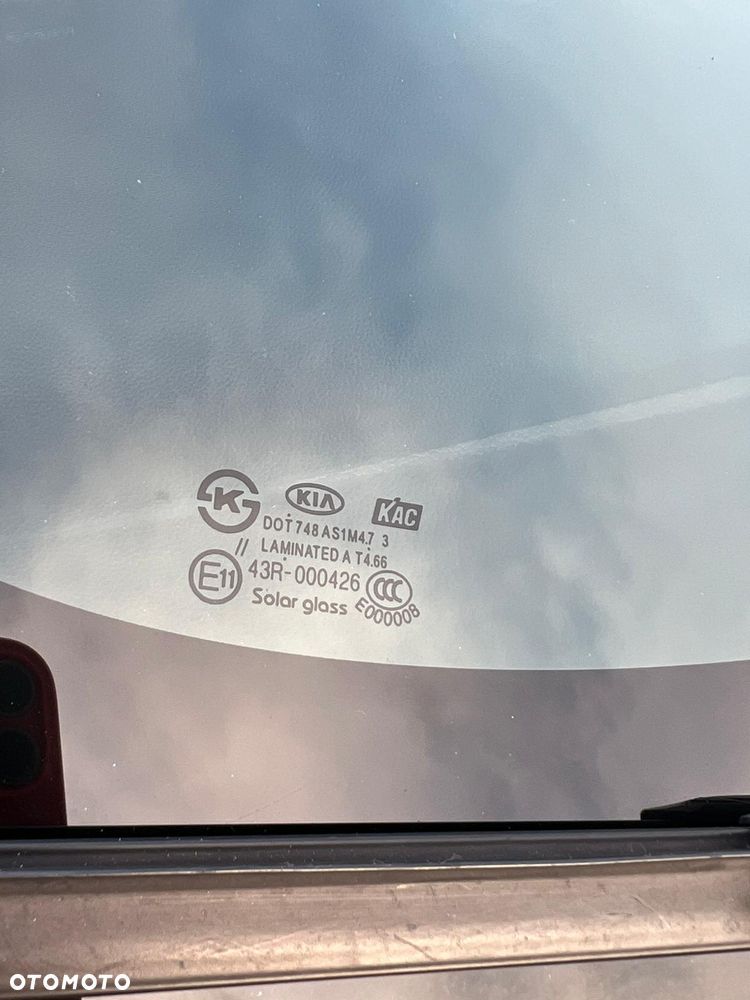 K KIA KAC
DOT 748 AS1M4.7 3
// LAMINATED A T4.66
E11 43R-000426 CCC
Solar glass E000008
OTOMOTO